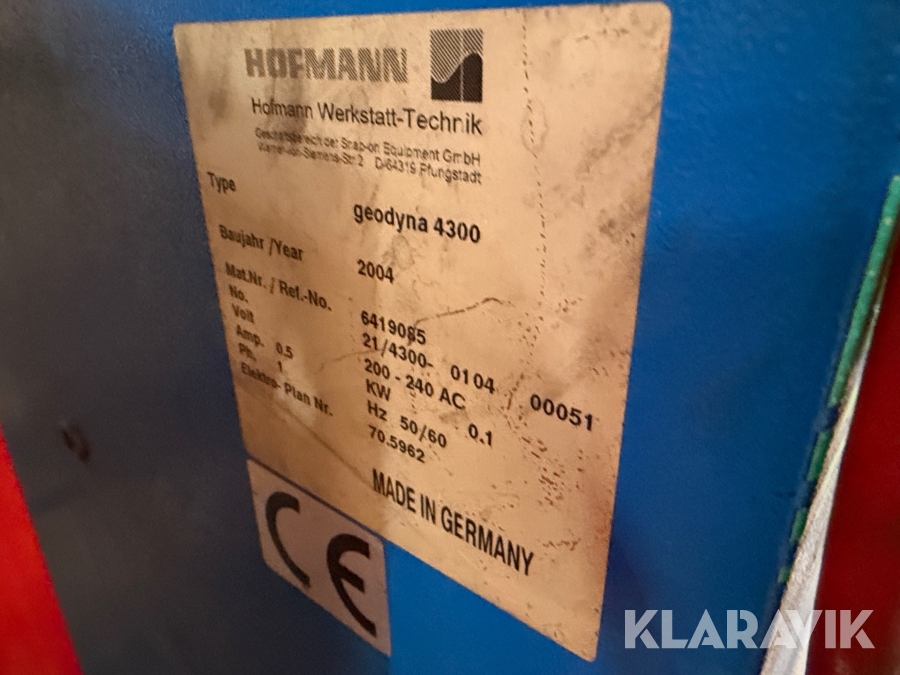 HOFMANN
Hofmann Werkstatt-Technik
Geschäftsbereich der Snap-on Equipment GmbH
Werner-von-Siemens-Str.2 D-64319 Pfungstadt
Type geodyna 4300
Baujahr /Year 2004
Mat.Nr. / Ref.-No. 6419085
No. 21/4300- 0104 / 00051
Volt 200 - 240 AC
Amp. 0.5 KW 0.1
Ph. 1 Hz 50/60
Elektro- Plan Nr. 70.5962
MADE IN GERMANY
CE
KLARAVIK